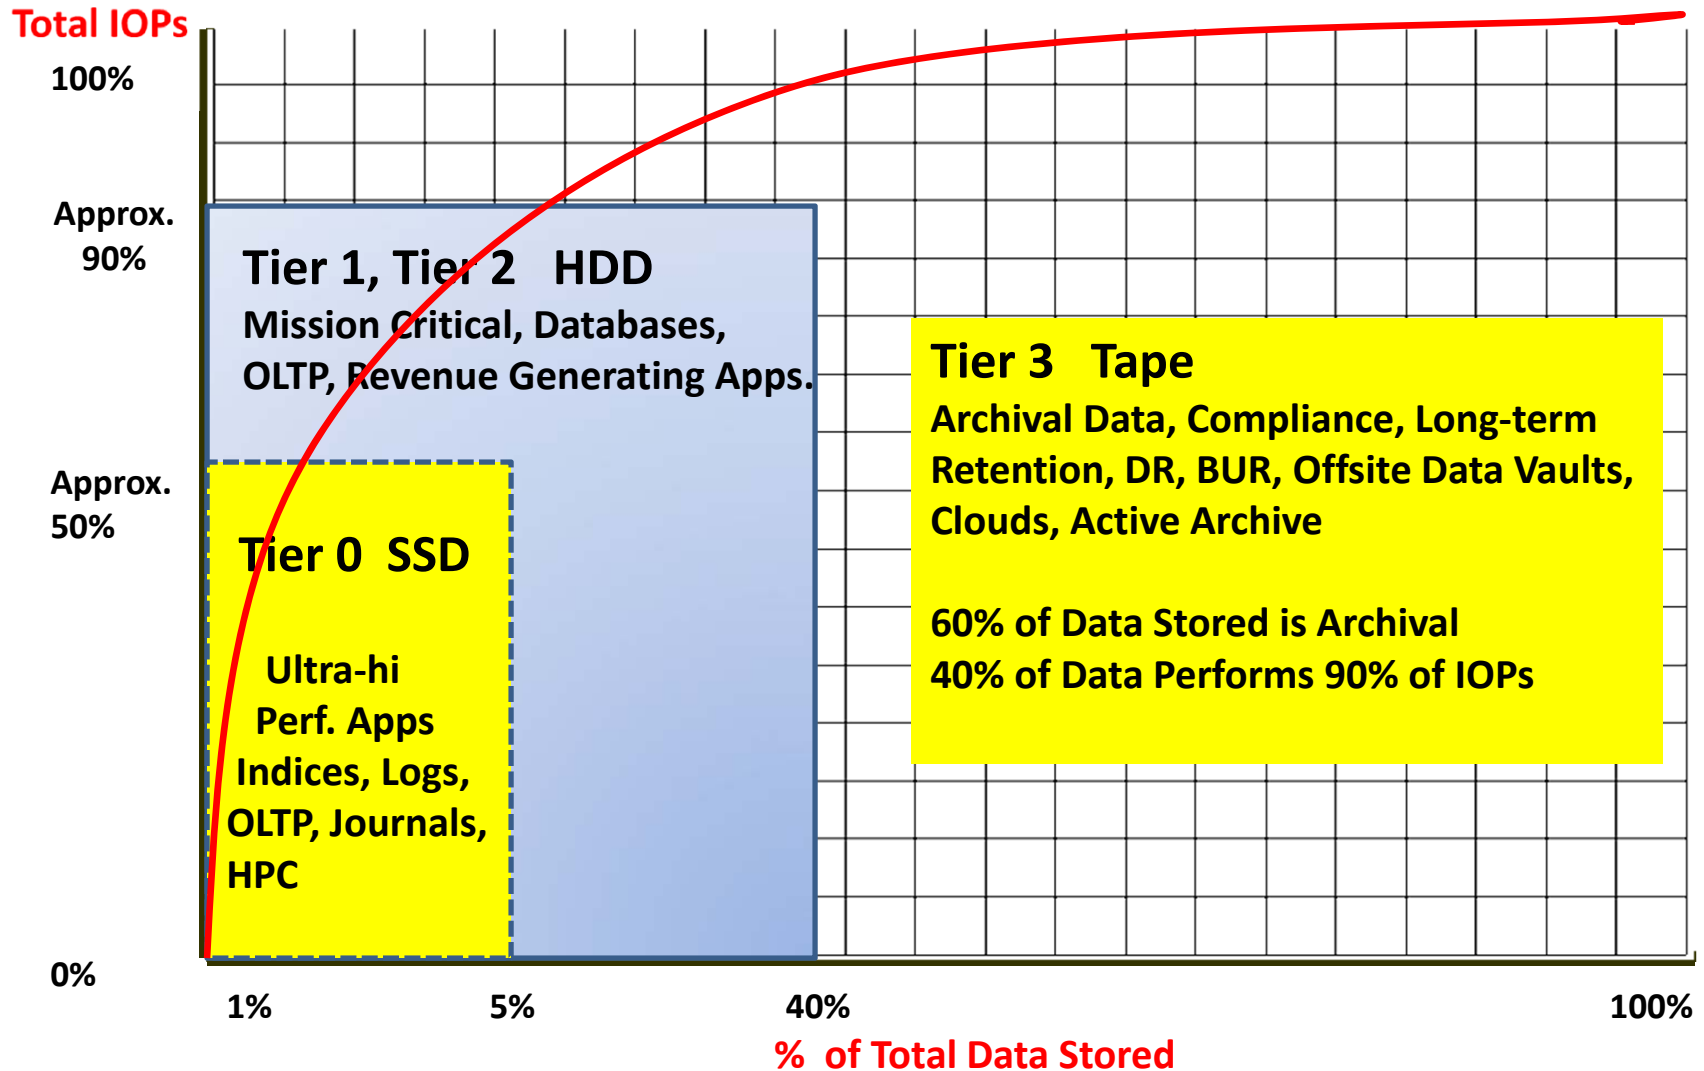 Total IOPs
100%
Approx.
90%
Approx.
50%
0%
Tier 1, Tier 2 HDD
Mission Critical, Databases,
OLTP, Revenue Generating Apps.
Tier 0 SSD
Ultra-hi
Perf. Apps
Indices, Logs,
OLTP, Journals,
HPC
Tier 3 Tape
Archival Data, Compliance, Long-term
Retention, DR, BUR, Offsite Data Vaults,
Clouds, Active Archive
60% of Data Stored is Archival
40% of Data Performs 90% of IOPs
1% 5% 40% 100%
% of Total Data Stored